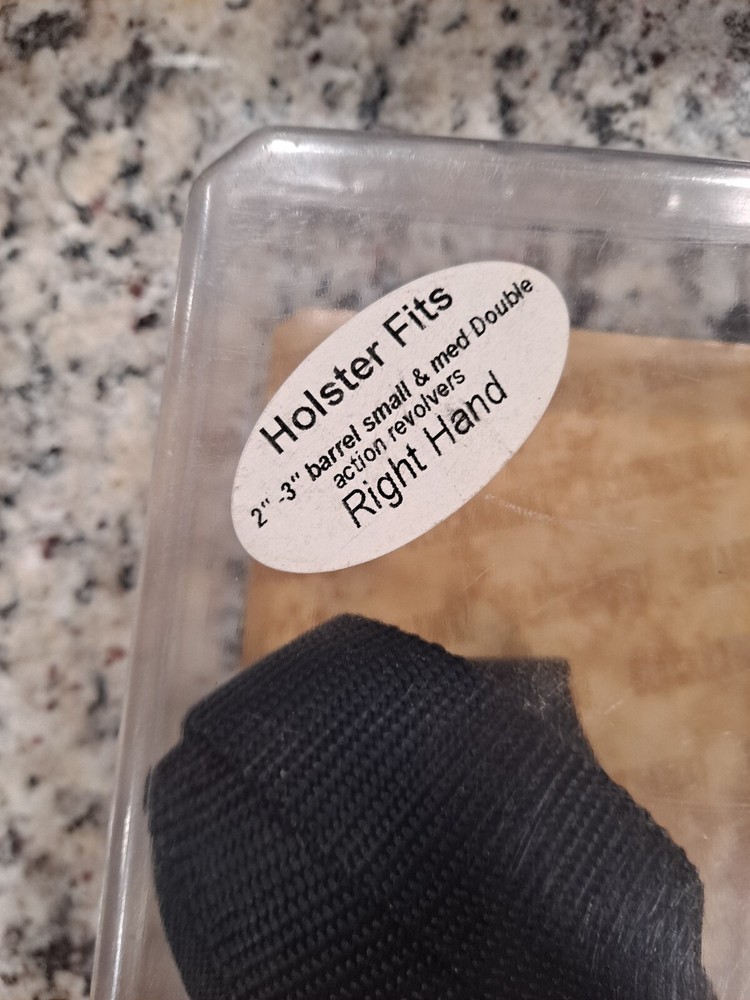 Holster Fits
2" -3" barrel small & med Double
action revolvers
Right Hand